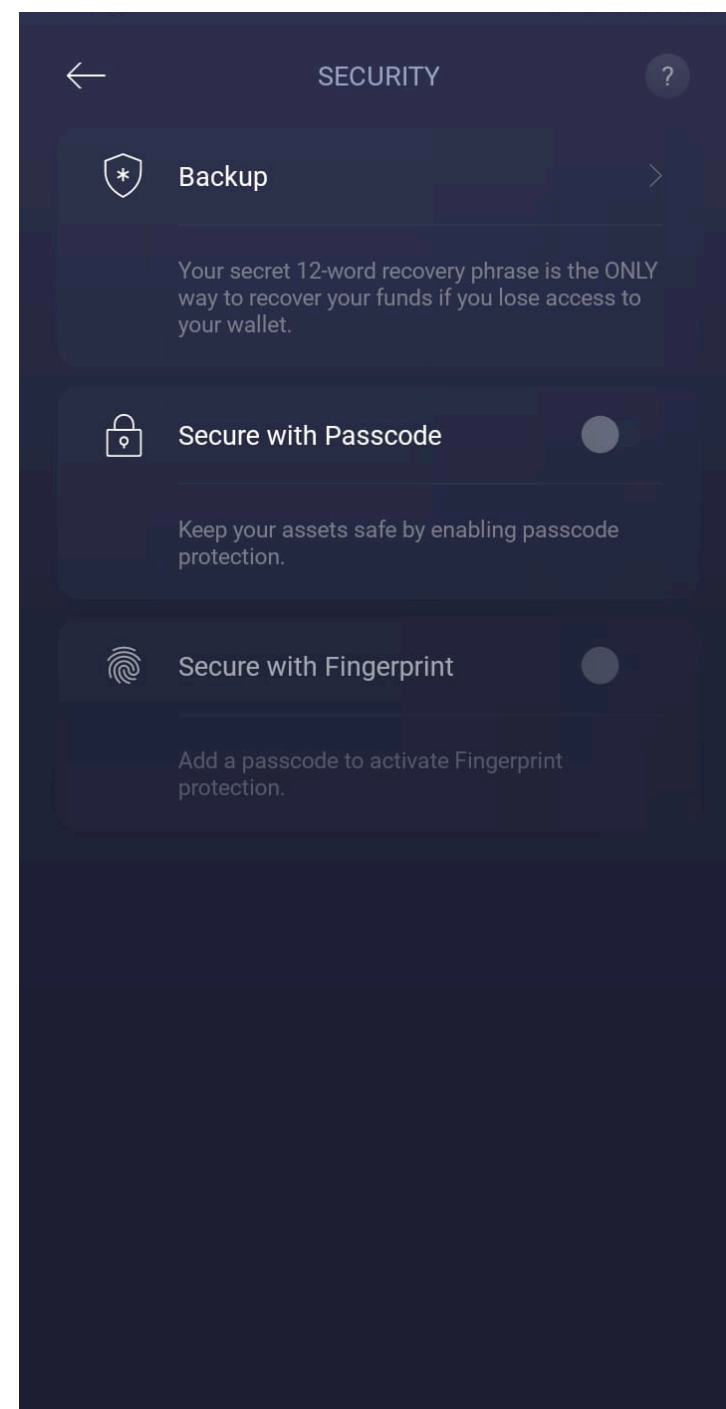 SECURITY
?
Backup
Your secret 12-word recovery phrase is the ONLY
way to recover your funds if you lose access to
your wallet.
Secure with Passcode
Keep your assets safe by enabling passcode
protection.
Secure with Fingerprint
Add a passcode to activate Fingerprint
protection.